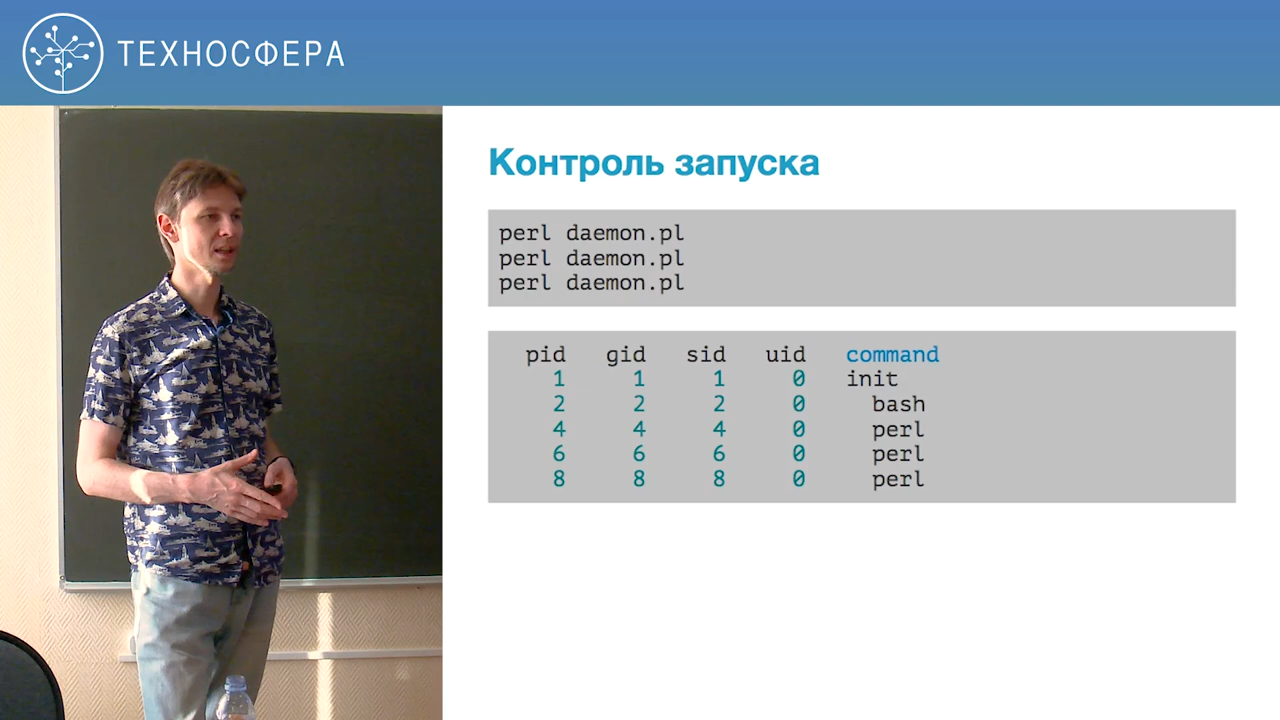 ТЕХНОСФЕРА
Контроль запуска
perl daemon.pl
perl daemon.pl
perl daemon.pl
pid gid sid uid command
1 1 1 0 init
2 2 2 0 bash
4 4 4 0 perl
6 6 6 0 perl
8 8 8 0 perl